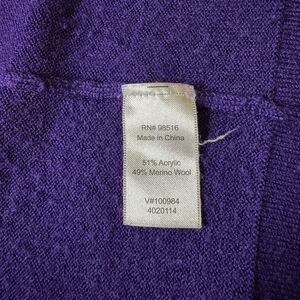 RN# 98516
Made in China
51% Acrylic
49% Merino Wool
V#100984
4020114